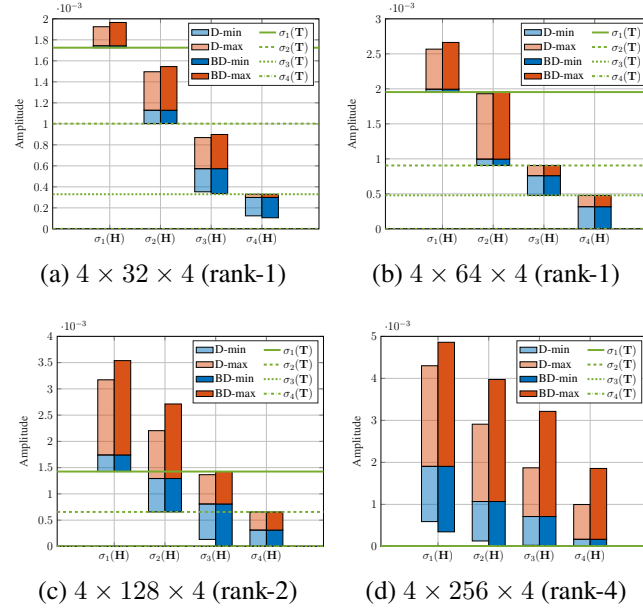 ·10⁻³
2
1.8
1.6
1.4
1.2
1
0.8
0.6
0.4
0.2
0
Amplitude
D-min
D-max
BD-min
BD-max
σ₁(T)
σ₂(T)
σ₃(T)
σ₄(T)
σ₁(H) σ₂(H) σ₃(H) σ₄(H)
(a) 4 × 32 × 4 (rank-1)
·10⁻³
3
2.5
2
1.5
1
0.5
0
Amplitude
D-min
D-max
BD-min
BD-max
σ₁(T)
σ₂(T)
σ₃(T)
σ₄(T)
σ₁(H) σ₂(H) σ₃(H) σ₄(H)
(b) 4 × 64 × 4 (rank-1)
·10⁻³
4
3.5
3
2.5
2
1.5
1
0.5
0
Amplitude
D-min
D-max
BD-min
BD-max
σ₁(T)
σ₂(T)
σ₃(T)
σ₄(T)
σ₁(H) σ₂(H) σ₃(H) σ₄(H)
(c) 4 × 128 × 4 (rank-2)
·10⁻³
5
4
3
2
1
0
Amplitude
D-min
D-max
BD-min
BD-max
σ₁(T)
σ₂(T)
σ₃(T)
σ₄(T)
σ₁(H) σ₂(H) σ₃(H) σ₄(H)
(d) 4 × 256 × 4 (rank-4)